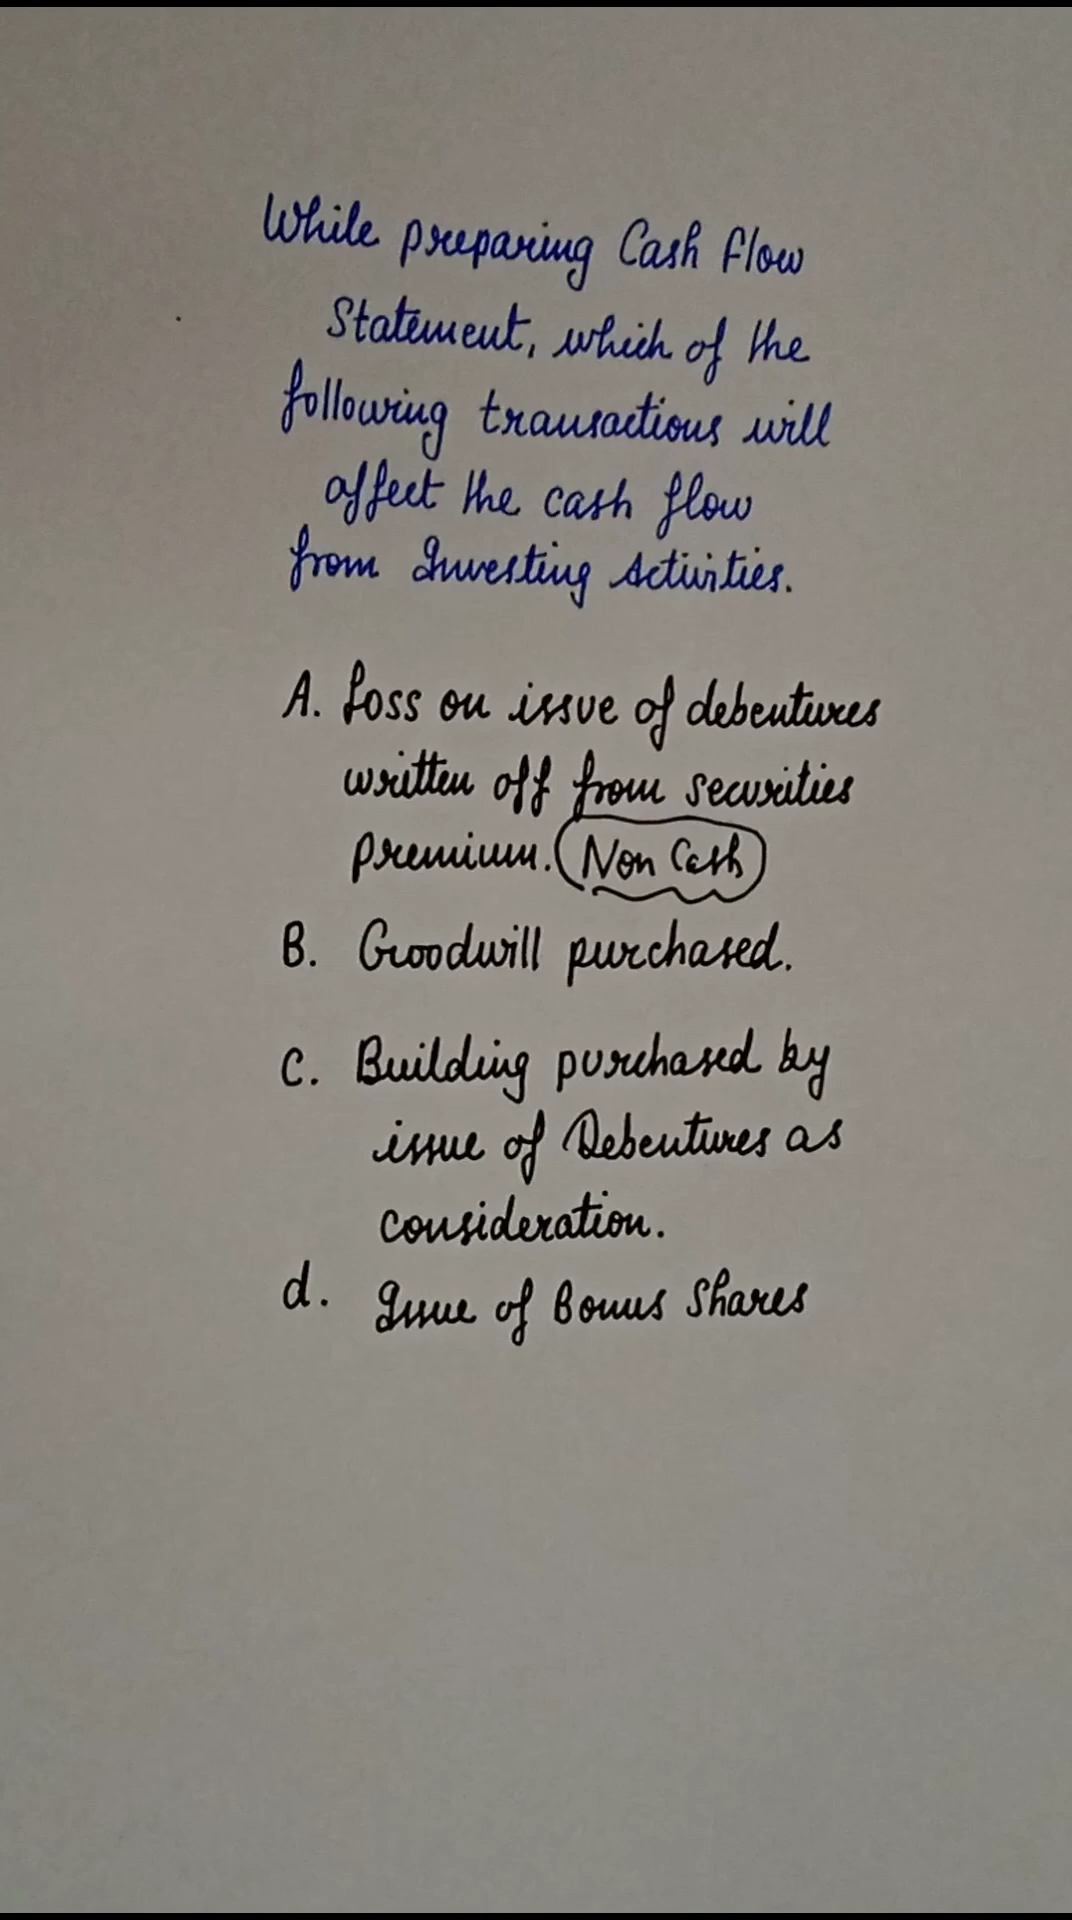 While preparing Cash flow
Statement, which of the
following transactions will
affect the cash flow
from Investing Activities.
A. Loss on issue of debentures
written off from securities
premium. Non Cash
B. Goodwill purchased.
C. Building purchased by
issue of Debentures as
consideration.
d. Issue of Bonus Shares